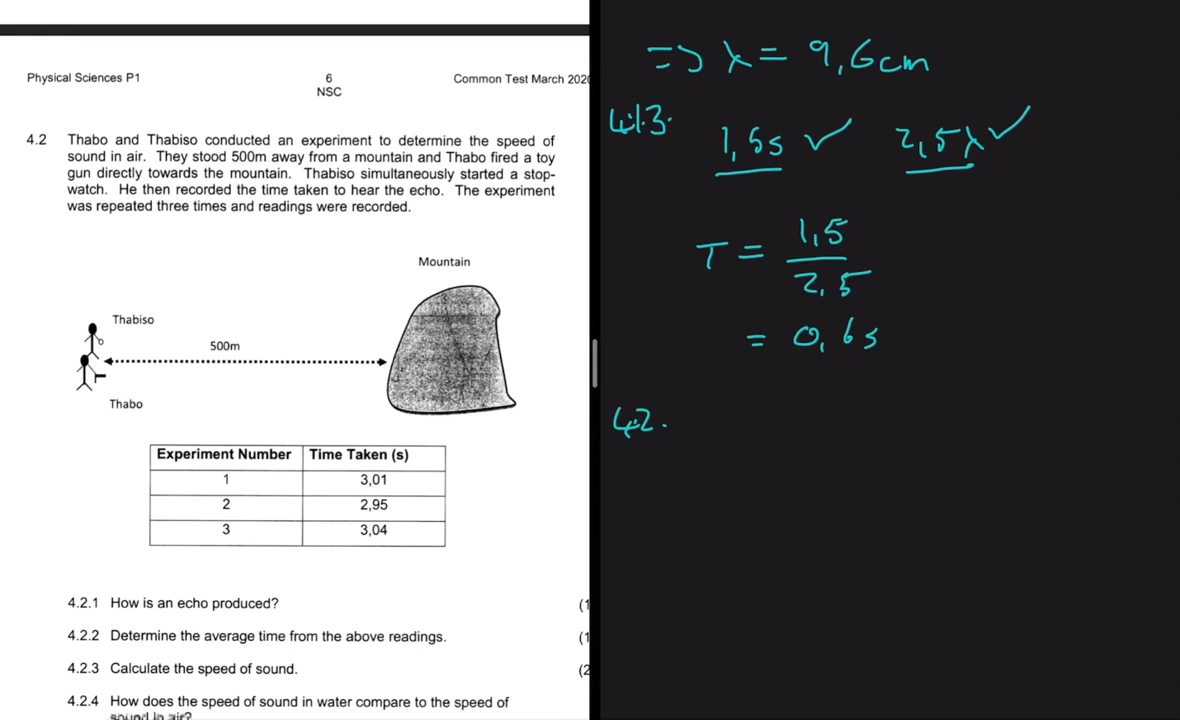 Physical Sciences P1
6
NSC
Common Test March 202
4.2 Thabo and Thabiso conducted an experiment to determine the speed of
sound in air. They stood 500m away from a mountain and Thabo fired a toy
gun directly towards the mountain. Thabiso simultaneously started a stop-
watch. He then recorded the time taken to hear the echo. The experiment
was repeated three times and readings were recorded.
Mountain
Thabiso
500m
Thabo
Experiment Number Time Taken (s)
1 3,01
2 2,95
3 3,04
4.2.1 How is an echo produced? (1
4.2.2 Determine the average time from the above readings. (1
4.2.3 Calculate the speed of sound. (2
4.2.4 How does the speed of sound in water compare to the speed of
sound in air?
=> λ = 9,6cm
4.1.3.
1,5s ✓ 2,5λ ✓
T = 1,5
2,5
= 0,6s
4.2.